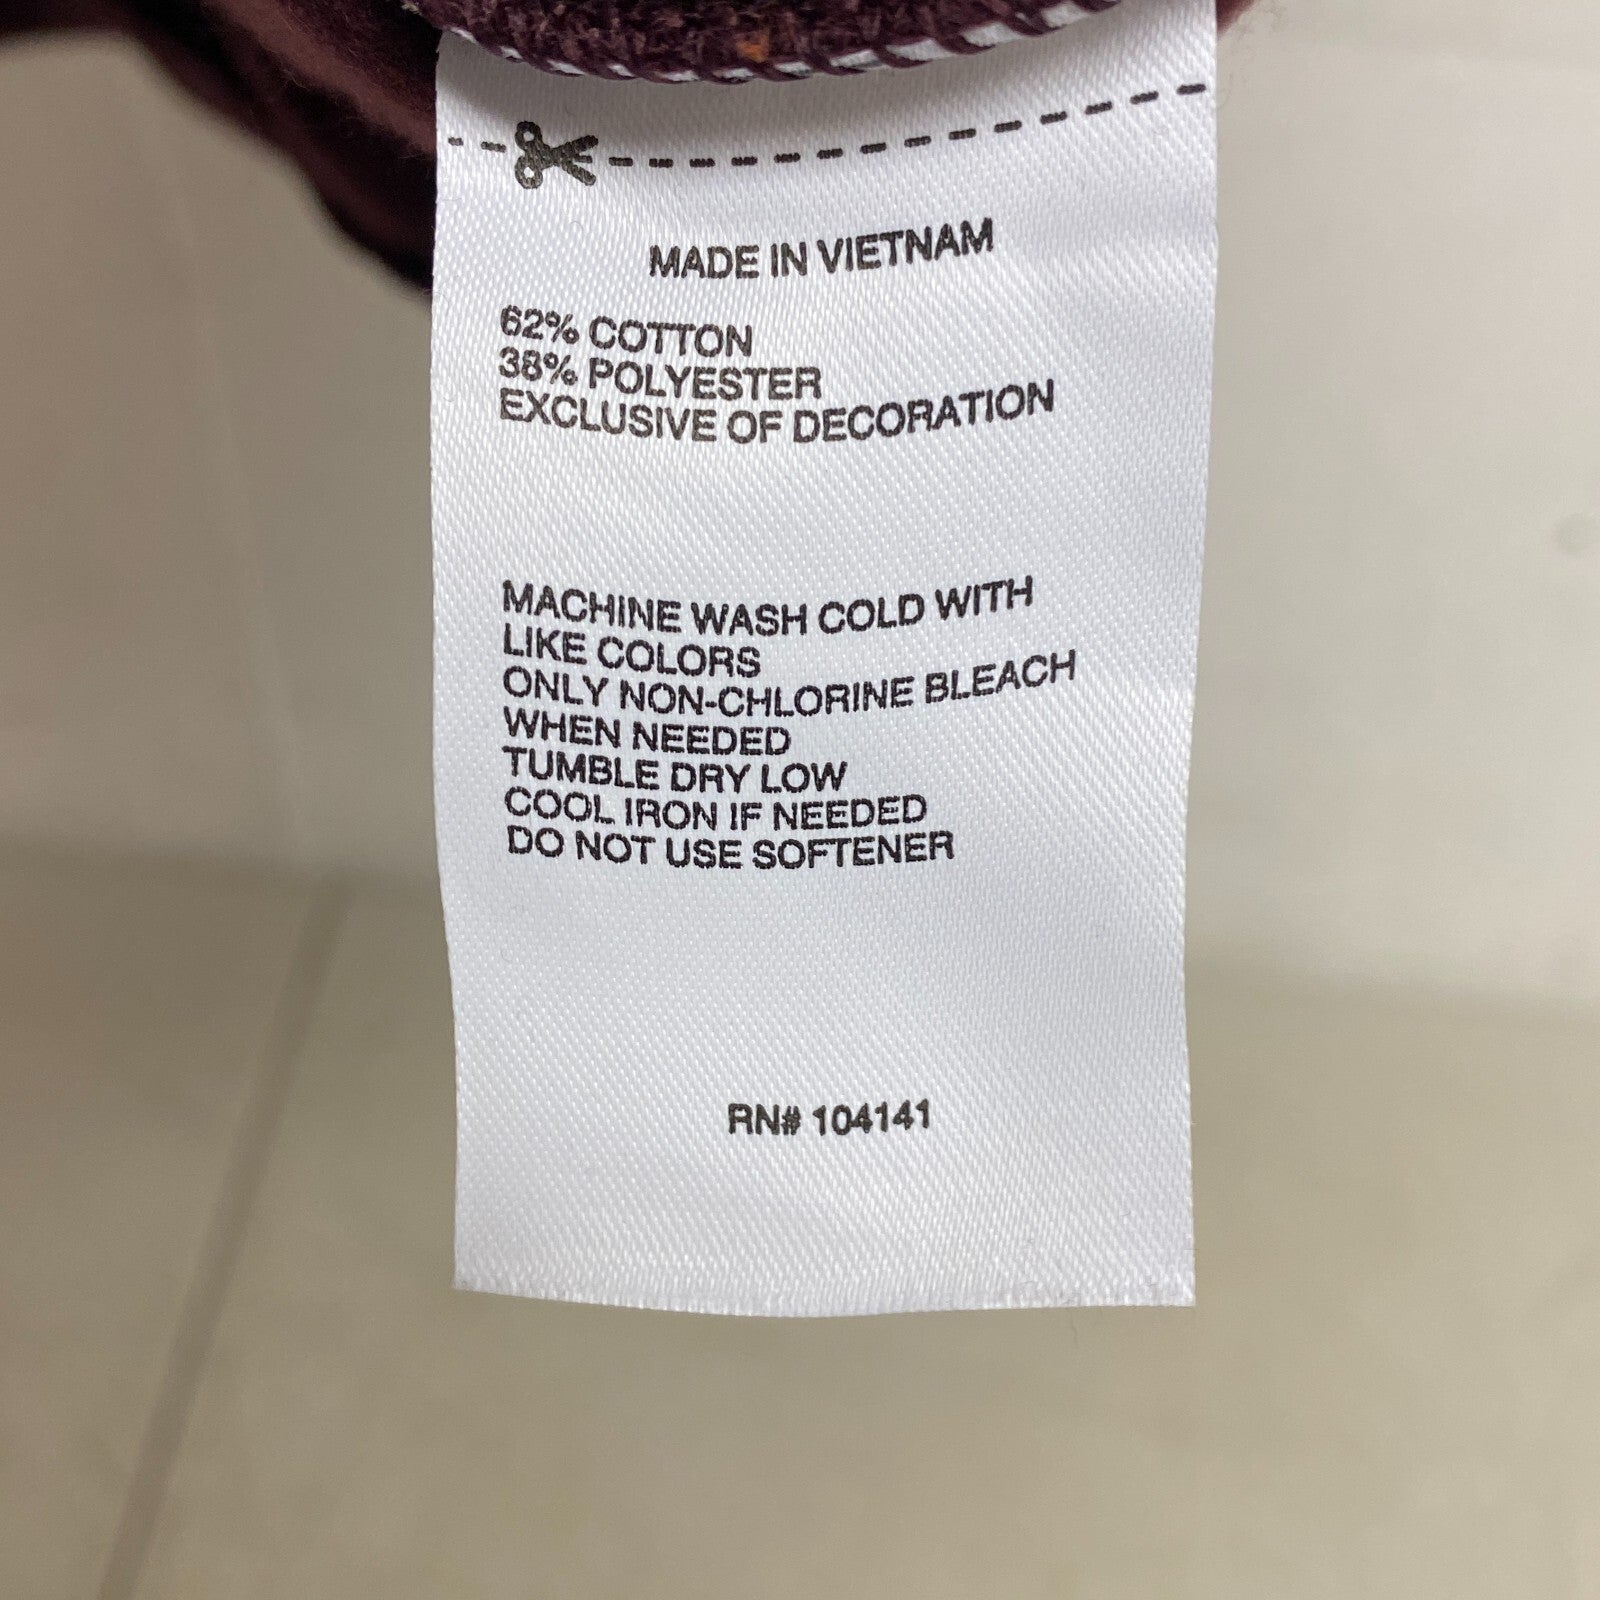 MADE IN VIETNAM
62% COTTON
38% POLYESTER
EXCLUSIVE OF DECORATION
MACHINE WASH COLD WITH
LIKE COLORS
ONLY NON-CHLORINE BLEACH
WHEN NEEDED
TUMBLE DRY LOW
COOL IRON IF NEEDED
DO NOT USE SOFTENER
RN# 104141